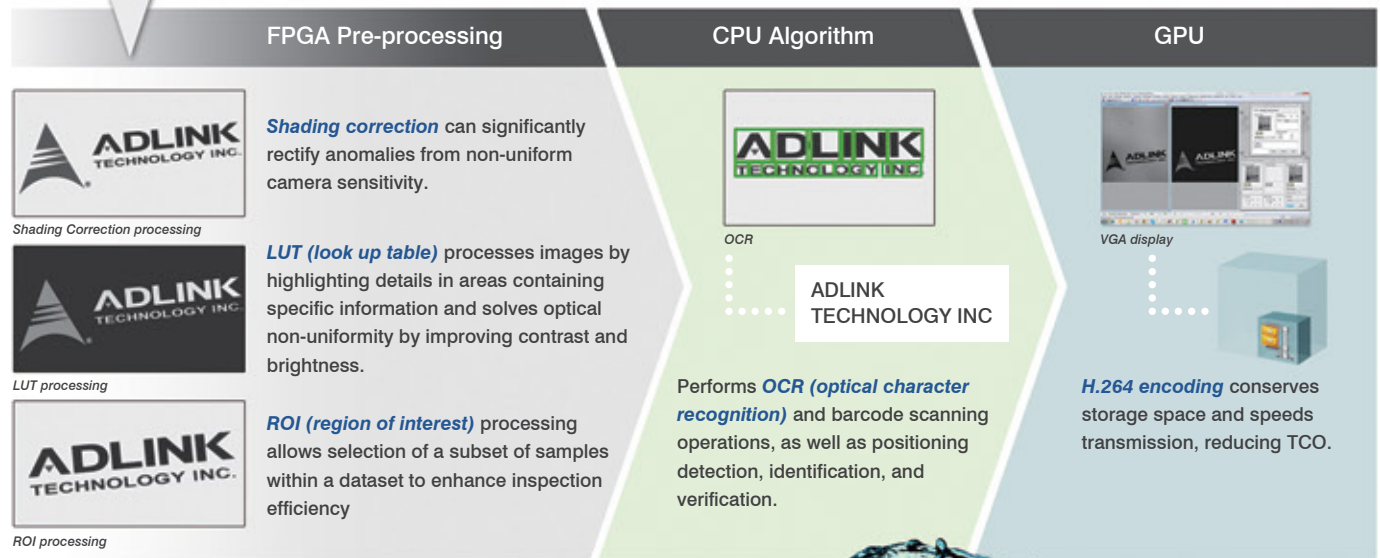 FPGA Pre-processing
CPU Algorithm
GPU
ADLINK
TECHNOLOGY INC.
Shading Correction processing
Shading correction can significantly
rectify anomalies from non-uniform
camera sensitivity.
ADLINK
TECHNOLOGY INC.
LUT processing
LUT (look up table) processes images by
highlighting details in areas containing
specific information and solves optical
non-uniformity by improving contrast and
brightness.
ADLINK
TECHNOLOGY INC.
ROI processing
ROI (region of interest) processing
allows selection of a subset of samples
within a dataset to enhance inspection
efficiency
ADLINK
TECHNOLOGY INC.
OCR
ADLINK
TECHNOLOGY INC
Performs OCR (optical character
recognition) and barcode scanning
operations, as well as positioning
detection, identification, and
verification.
ADLINK
ADLINK
VGA display
H.264 encoding conserves
storage space and speeds
transmission, reducing TCO.